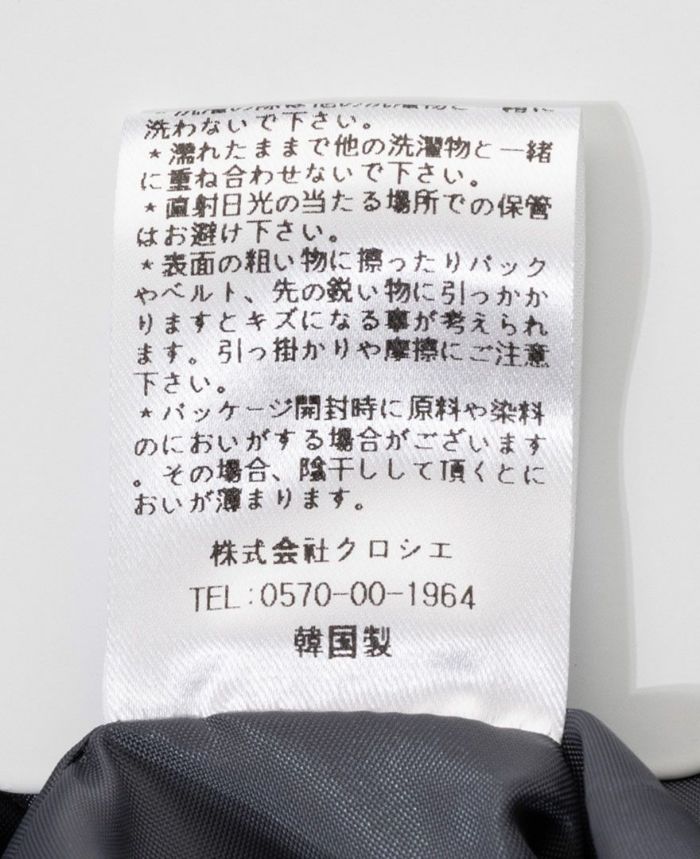 洗わないで下さい。
★濡れたままで他の洗濯物と一緒
に重ね合わせないで下さい。
★直射日光の当たる場所での保管
はお避け下さい。
★表面の粗い物に擦ったりバック
やベルト、先の鋭い物に引っかか
りますとキズになる事が考えられ
ます。引っ掛かりや摩擦にご注意
下さい。
★パッケージ開封時に原料や染料
のにおいがする場合がございます
。その場合、陰干しして頂くとに
おいが薄まります。
株式会社クロシエ
TEL:0570-00-1964
韓国製